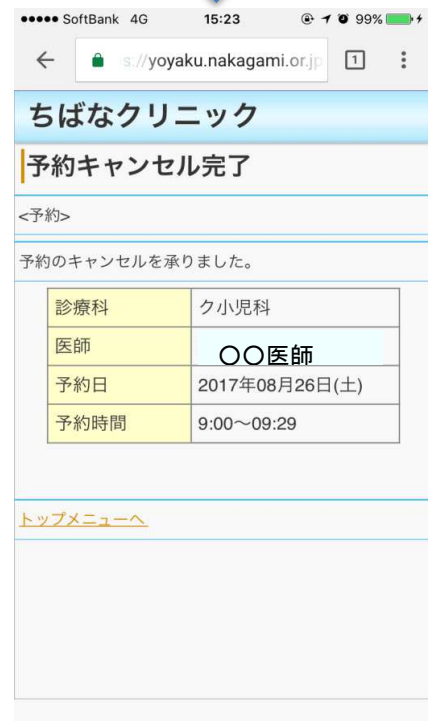 SoftBank 4G 15:23 99%
s://yoyaku.nakagami.or.jp 1
ちばなクリニック
予約キャンセル完了
<予約>
予約のキャンセルを承りました。
診療科 ク小児科
医師 〇〇医師
予約日 2017年08月26日(土)
予約時間 9:00～09:29
トップメニューへ